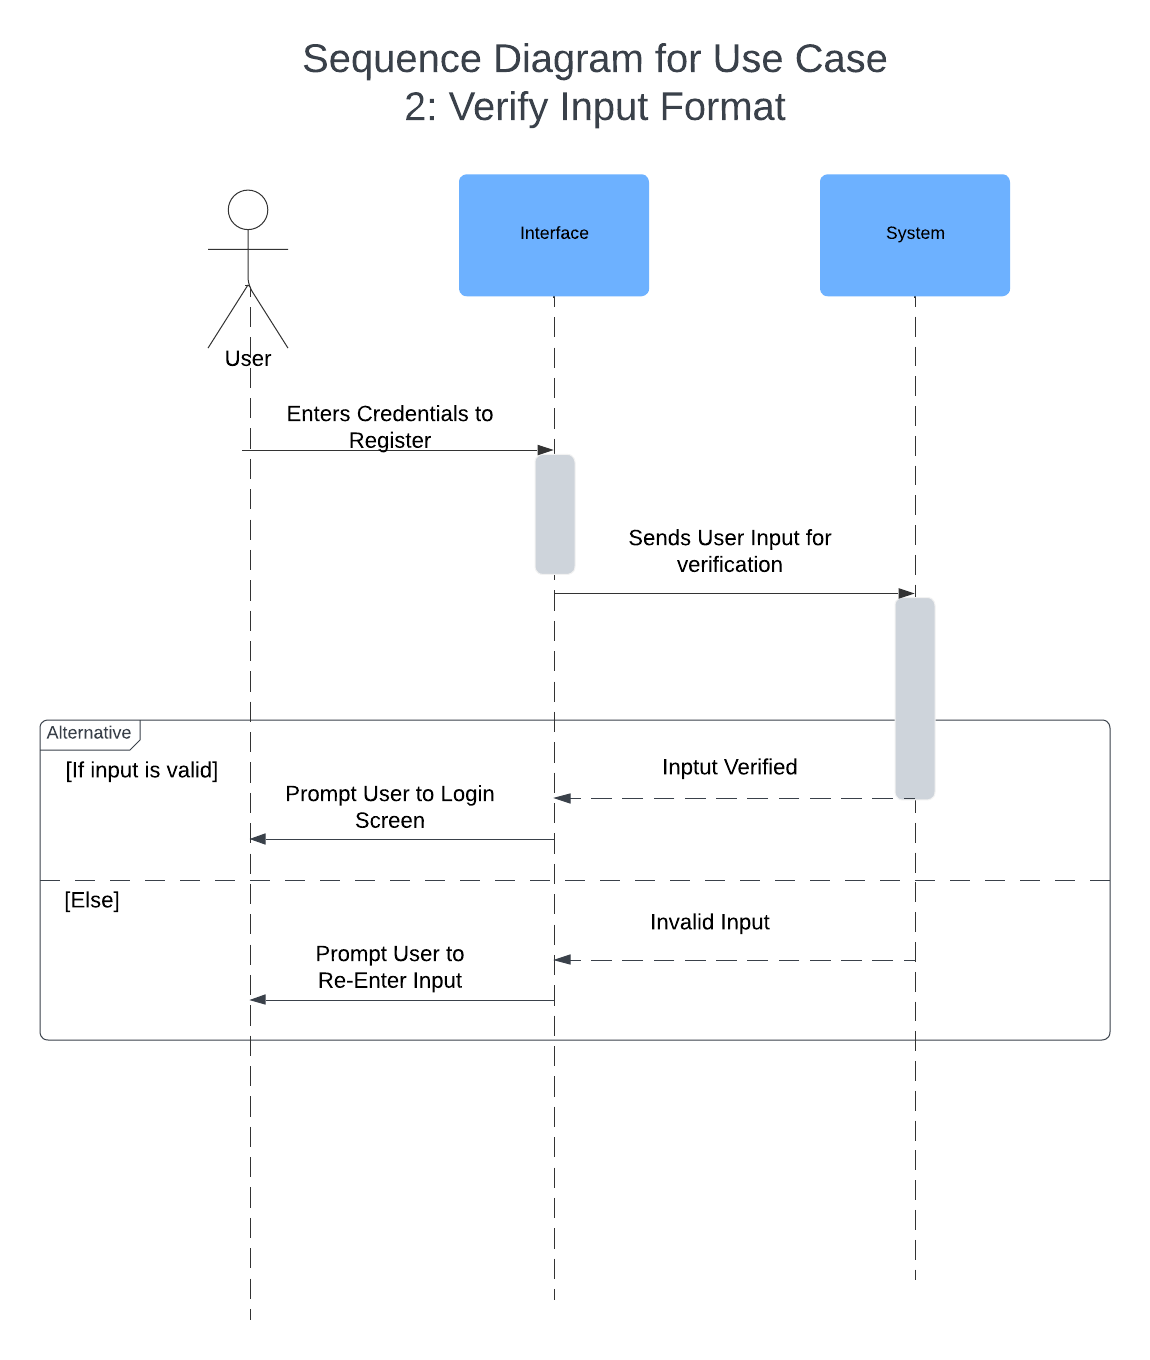 Sequence Diagram for Use Case
2: Verify Input Format
Interface
System
User
Enters Credentials to
Register
Sends User Input for
verification
Alternative
[If input is valid]
Inptut Verified
Prompt User to Login
Screen
[Else]
Invalid Input
Prompt User to
Re-Enter Input